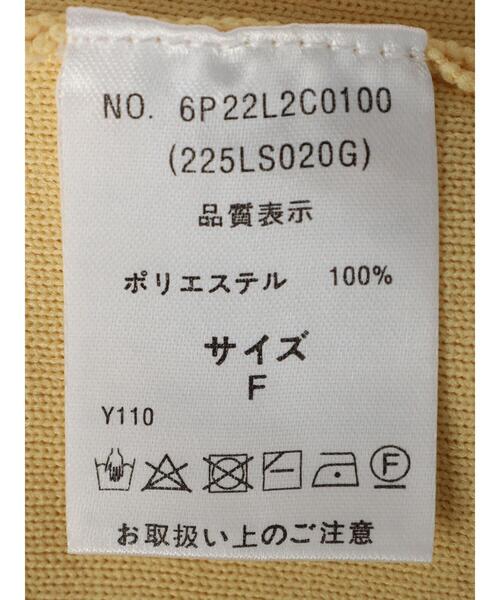 NO. 6P22L2C0100
(225LS020G)
品質表示
ポリエステル 100%
サイズ
F
Y110
F
お取扱い上のご注意